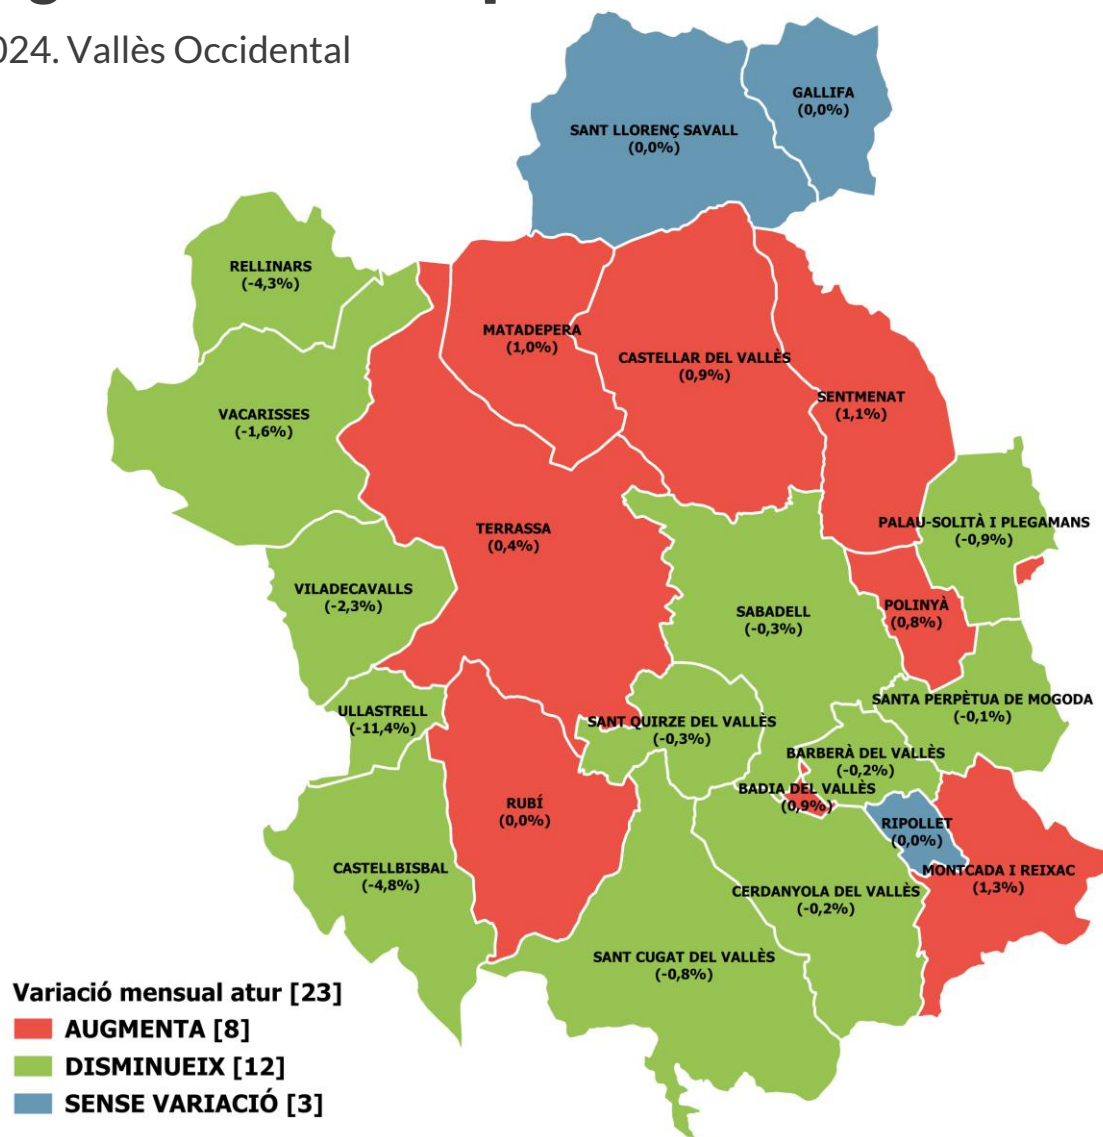 2024. Vallès Occidental
GALLIFA
(0,0%)
SANT LLORENÇ SAVALL
(0,0%)
RELLINARS
(-4,3%)
MATADEPERA
(1,0%)
CASTELLAR DEL VALLÈS
(0,9%)
SENTMENAT
(1,1%)
VACARISSES
(-1,6%)
TERRASSA
(0,4%)
PALAU-SOLITÀ I PLEGAMANS
(-0,9%)
VILADECAVALLS
(-2,3%)
SABADELL
(-0,3%)
POLINYÀ
(0,8%)
ULLASTRELL
(-11,4%)
SANT QUIRZE DEL VALLÈS
(-0,3%)
SANTA PERPÈTUA DE MOGODA
(-0,1%)
BARBERÀ DEL VALLÈS
(-0,2%)
BADIA DEL VALLÈS
(0,9%)
RUBÍ
(0,0%)
RIPOLLET
(0,0%)
CASTELLBISBAL
(-4,8%)
MONTCADA I REIXAC
(1,3%)
CERDANYOLA DEL VALLÈS
(-0,2%)
SANT CUGAT DEL VALLÈS
(-0,8%)
Variació mensual atur [23]
AUGMENTA [8]
DISMINUEIX [12]
SENSE VARIACIÓ [3]